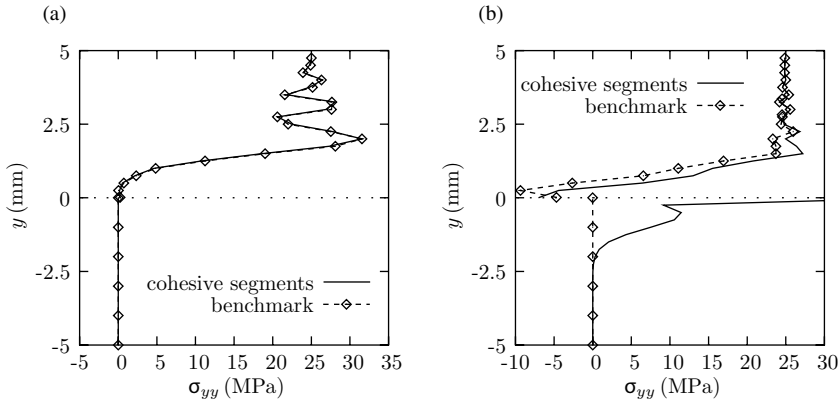 (a)
5
2.5
0
-2.5
-5
y (mm)
cohesive segments
benchmark
0 5 10 15 20 25 30 35
σyy (MPa)
(b)
5
2.5
0
-2.5
-5
y (mm)
cohesive segments
benchmark
-10 -5 0 5 10 15 20 25 30
σyy (MPa)